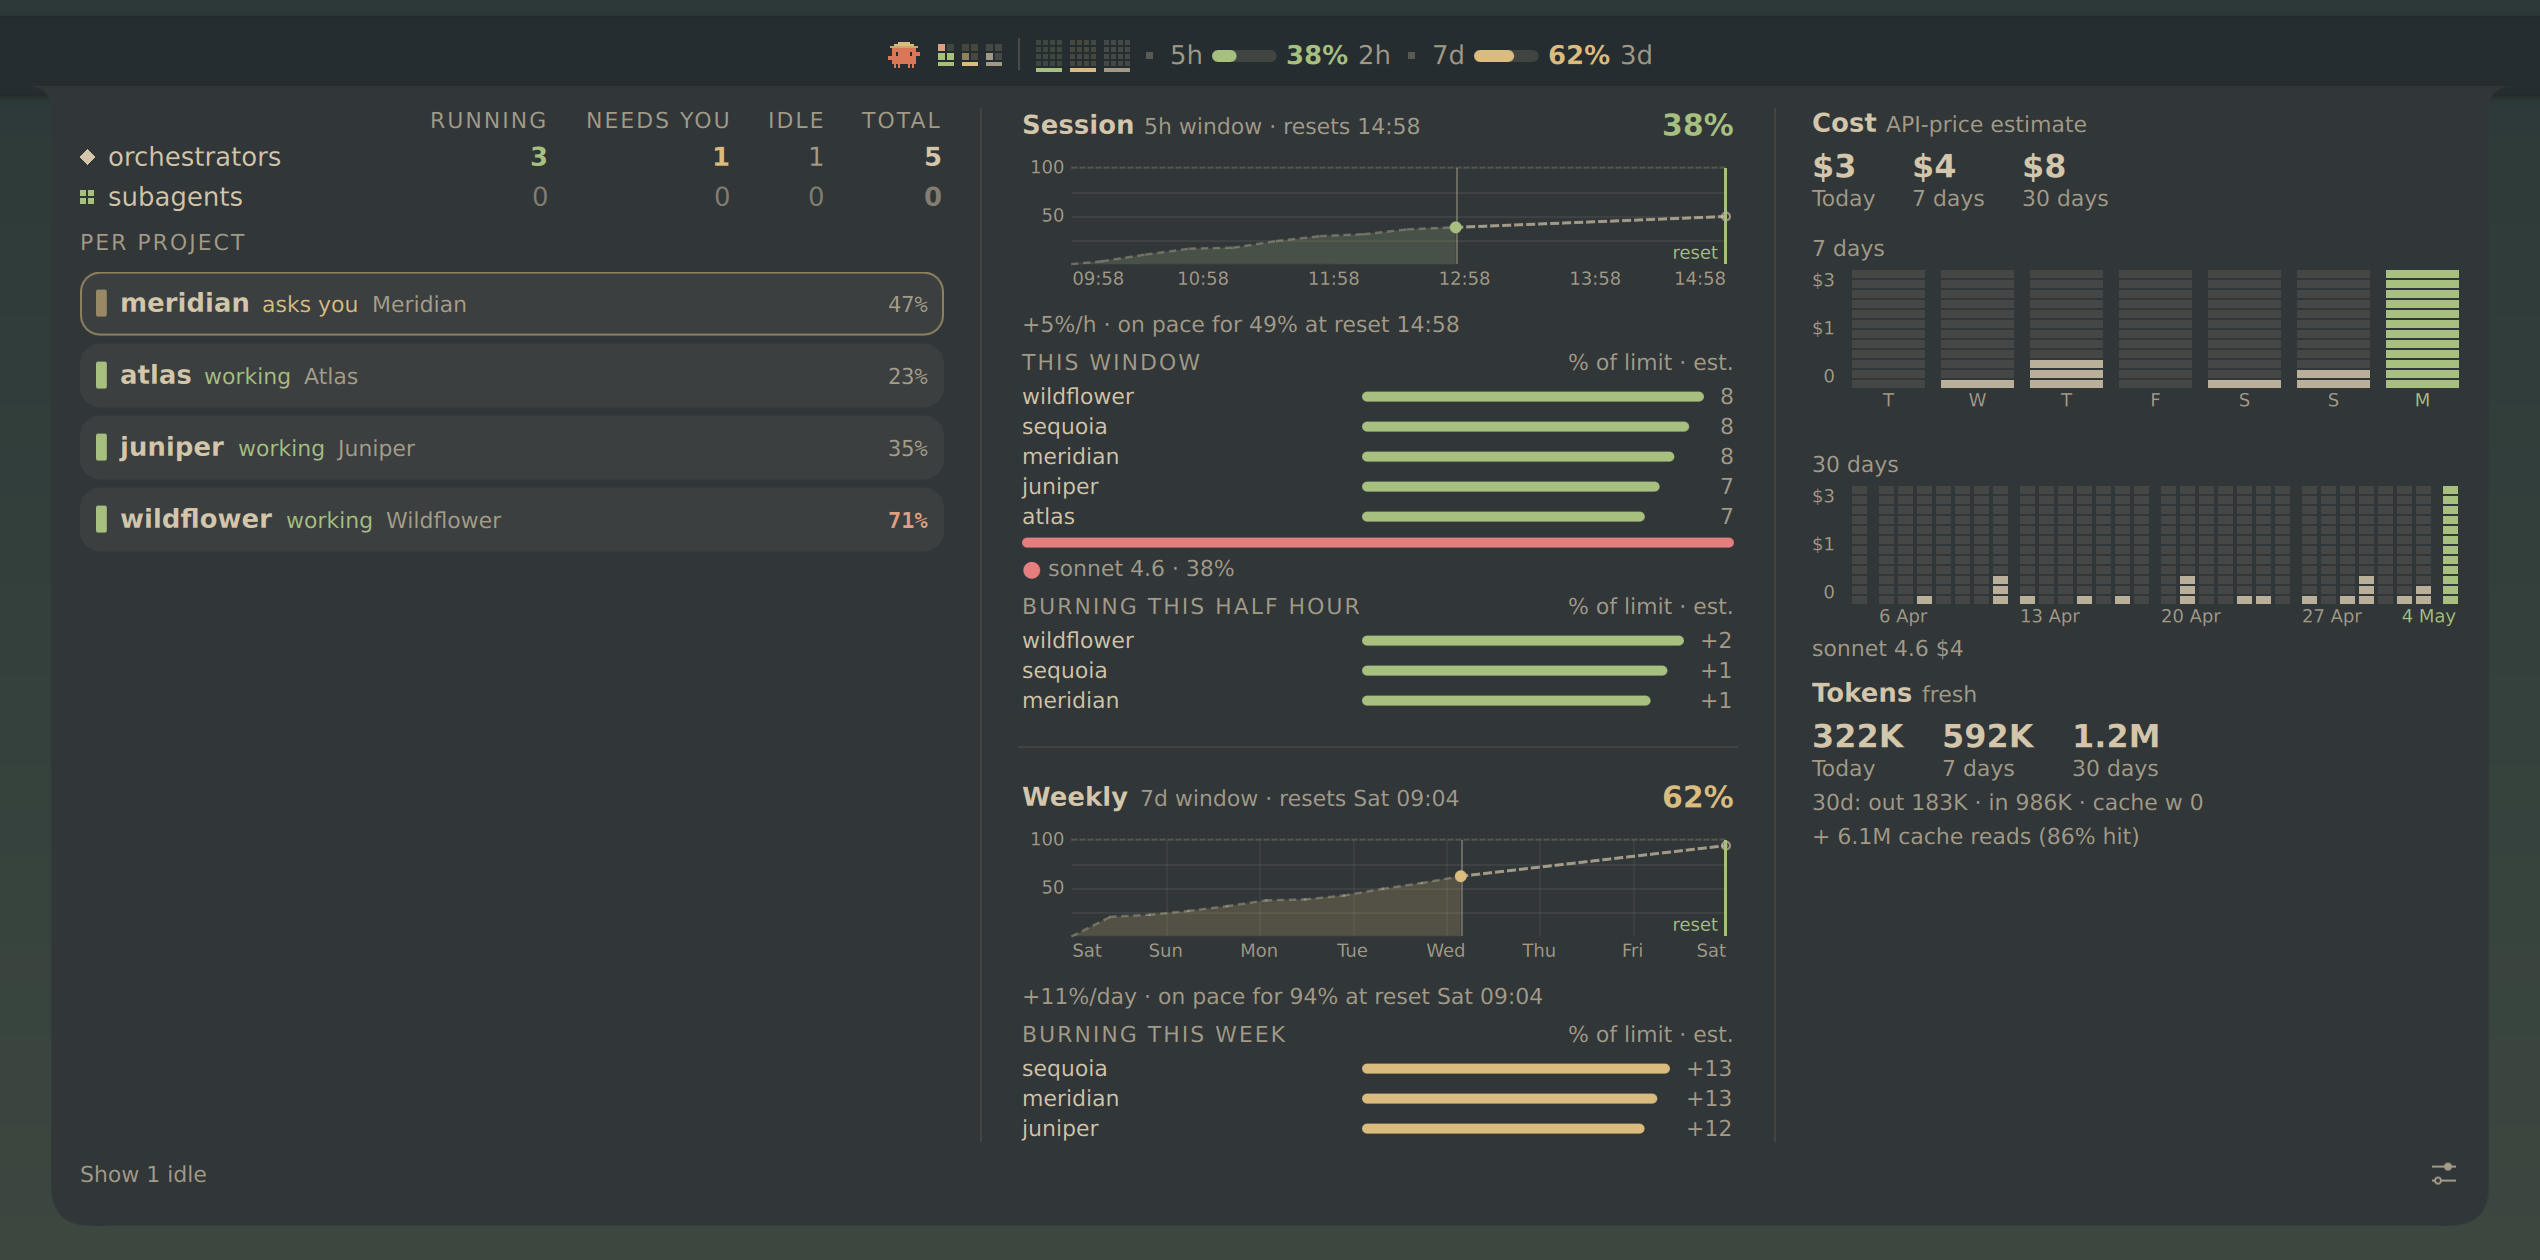 5h 38% 2h 7d 62% 3d
RUNNING NEEDS YOU IDLE TOTAL
orchestrators 3 1 1 5
subagents 0 0 0 0
PER PROJECT
meridian asks you Meridian 47%
atlas working Atlas 23%
juniper working Juniper 35%
wildflower working Wildflower 71%
Show 1 idle
Session 5h window · resets 14:58 38%
100
50
reset
09:58 10:58 11:58 12:58 13:58 14:58
+5%/h · on pace for 49% at reset 14:58
THIS WINDOW % of limit · est.
wildflower 8
sequoia 8
meridian 8
juniper 7
atlas 7
sonnet 4.6 · 38%
BURNING THIS HALF HOUR % of limit · est.
wildflower +2
sequoia +1
meridian +1
Weekly 7d window · resets Sat 09:04 62%
100
50
reset
Sat Sun Mon Tue Wed Thu Fri Sat
+11%/day · on pace for 94% at reset Sat 09:04
BURNING THIS WEEK % of limit · est.
sequoia +13
meridian +13
juniper +12
Cost API-price estimate
$3 $4 $8
Today 7 days 30 days
7 days
$3
$1
0
T W T F S S M
30 days
$3
$1
0
6 Apr 13 Apr 20 Apr 27 Apr 4 May
sonnet 4.6 $4
Tokens fresh
322K 592K 1.2M
Today 7 days 30 days
30d: out 183K · in 986K · cache w 0
+ 6.1M cache reads (86% hit)